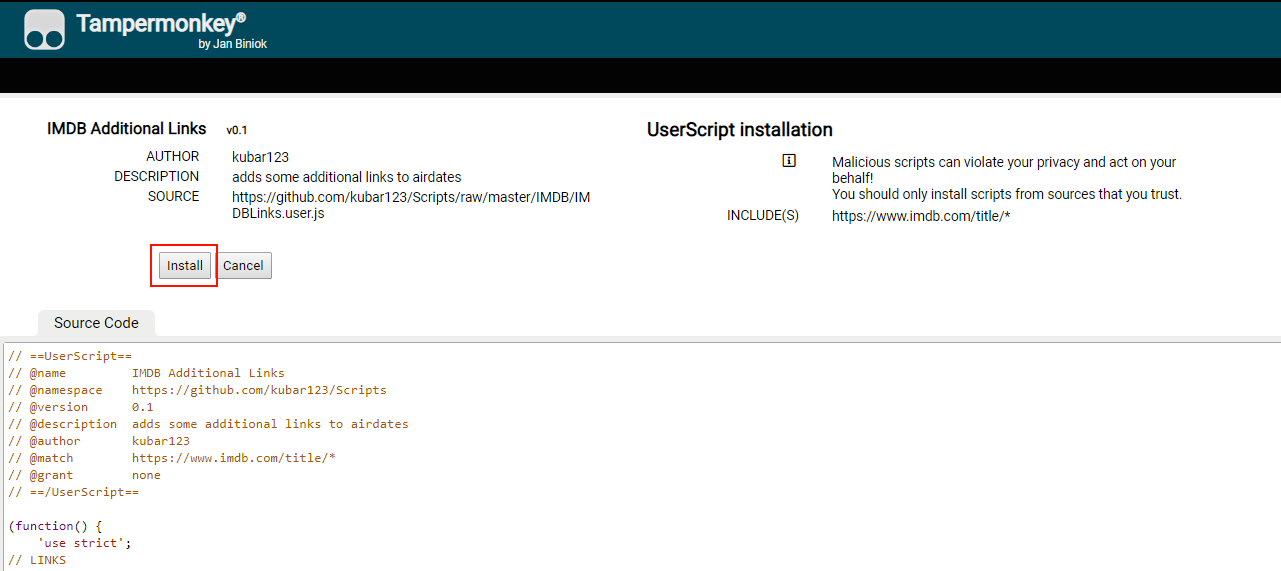 Tampermonkey®
by Jan Biniok
IMDB Additional Links v0.1
AUTHOR kubar123
DESCRIPTION adds some additional links to airdates
SOURCE https://github.com/kubar123/Scripts/raw/master/IMDB/IM
DBLinks.user.js
Install Cancel
UserScript installation
Malicious scripts can violate your privacy and act on your
behalf!
You should only install scripts from sources that you trust.
INCLUDE(S) https://www.imdb.com/title/*
Source Code
// ==UserScript==
// @name         IMDB Additional Links
// @namespace    https://github.com/kubar123/Scripts
// @version      0.1
// @description  adds some additional links to airdates
// @author       kubar123
// @match        https://www.imdb.com/title/*
// @grant        none
// ==/UserScript==
(function() {
    'use strict';
// LINKS